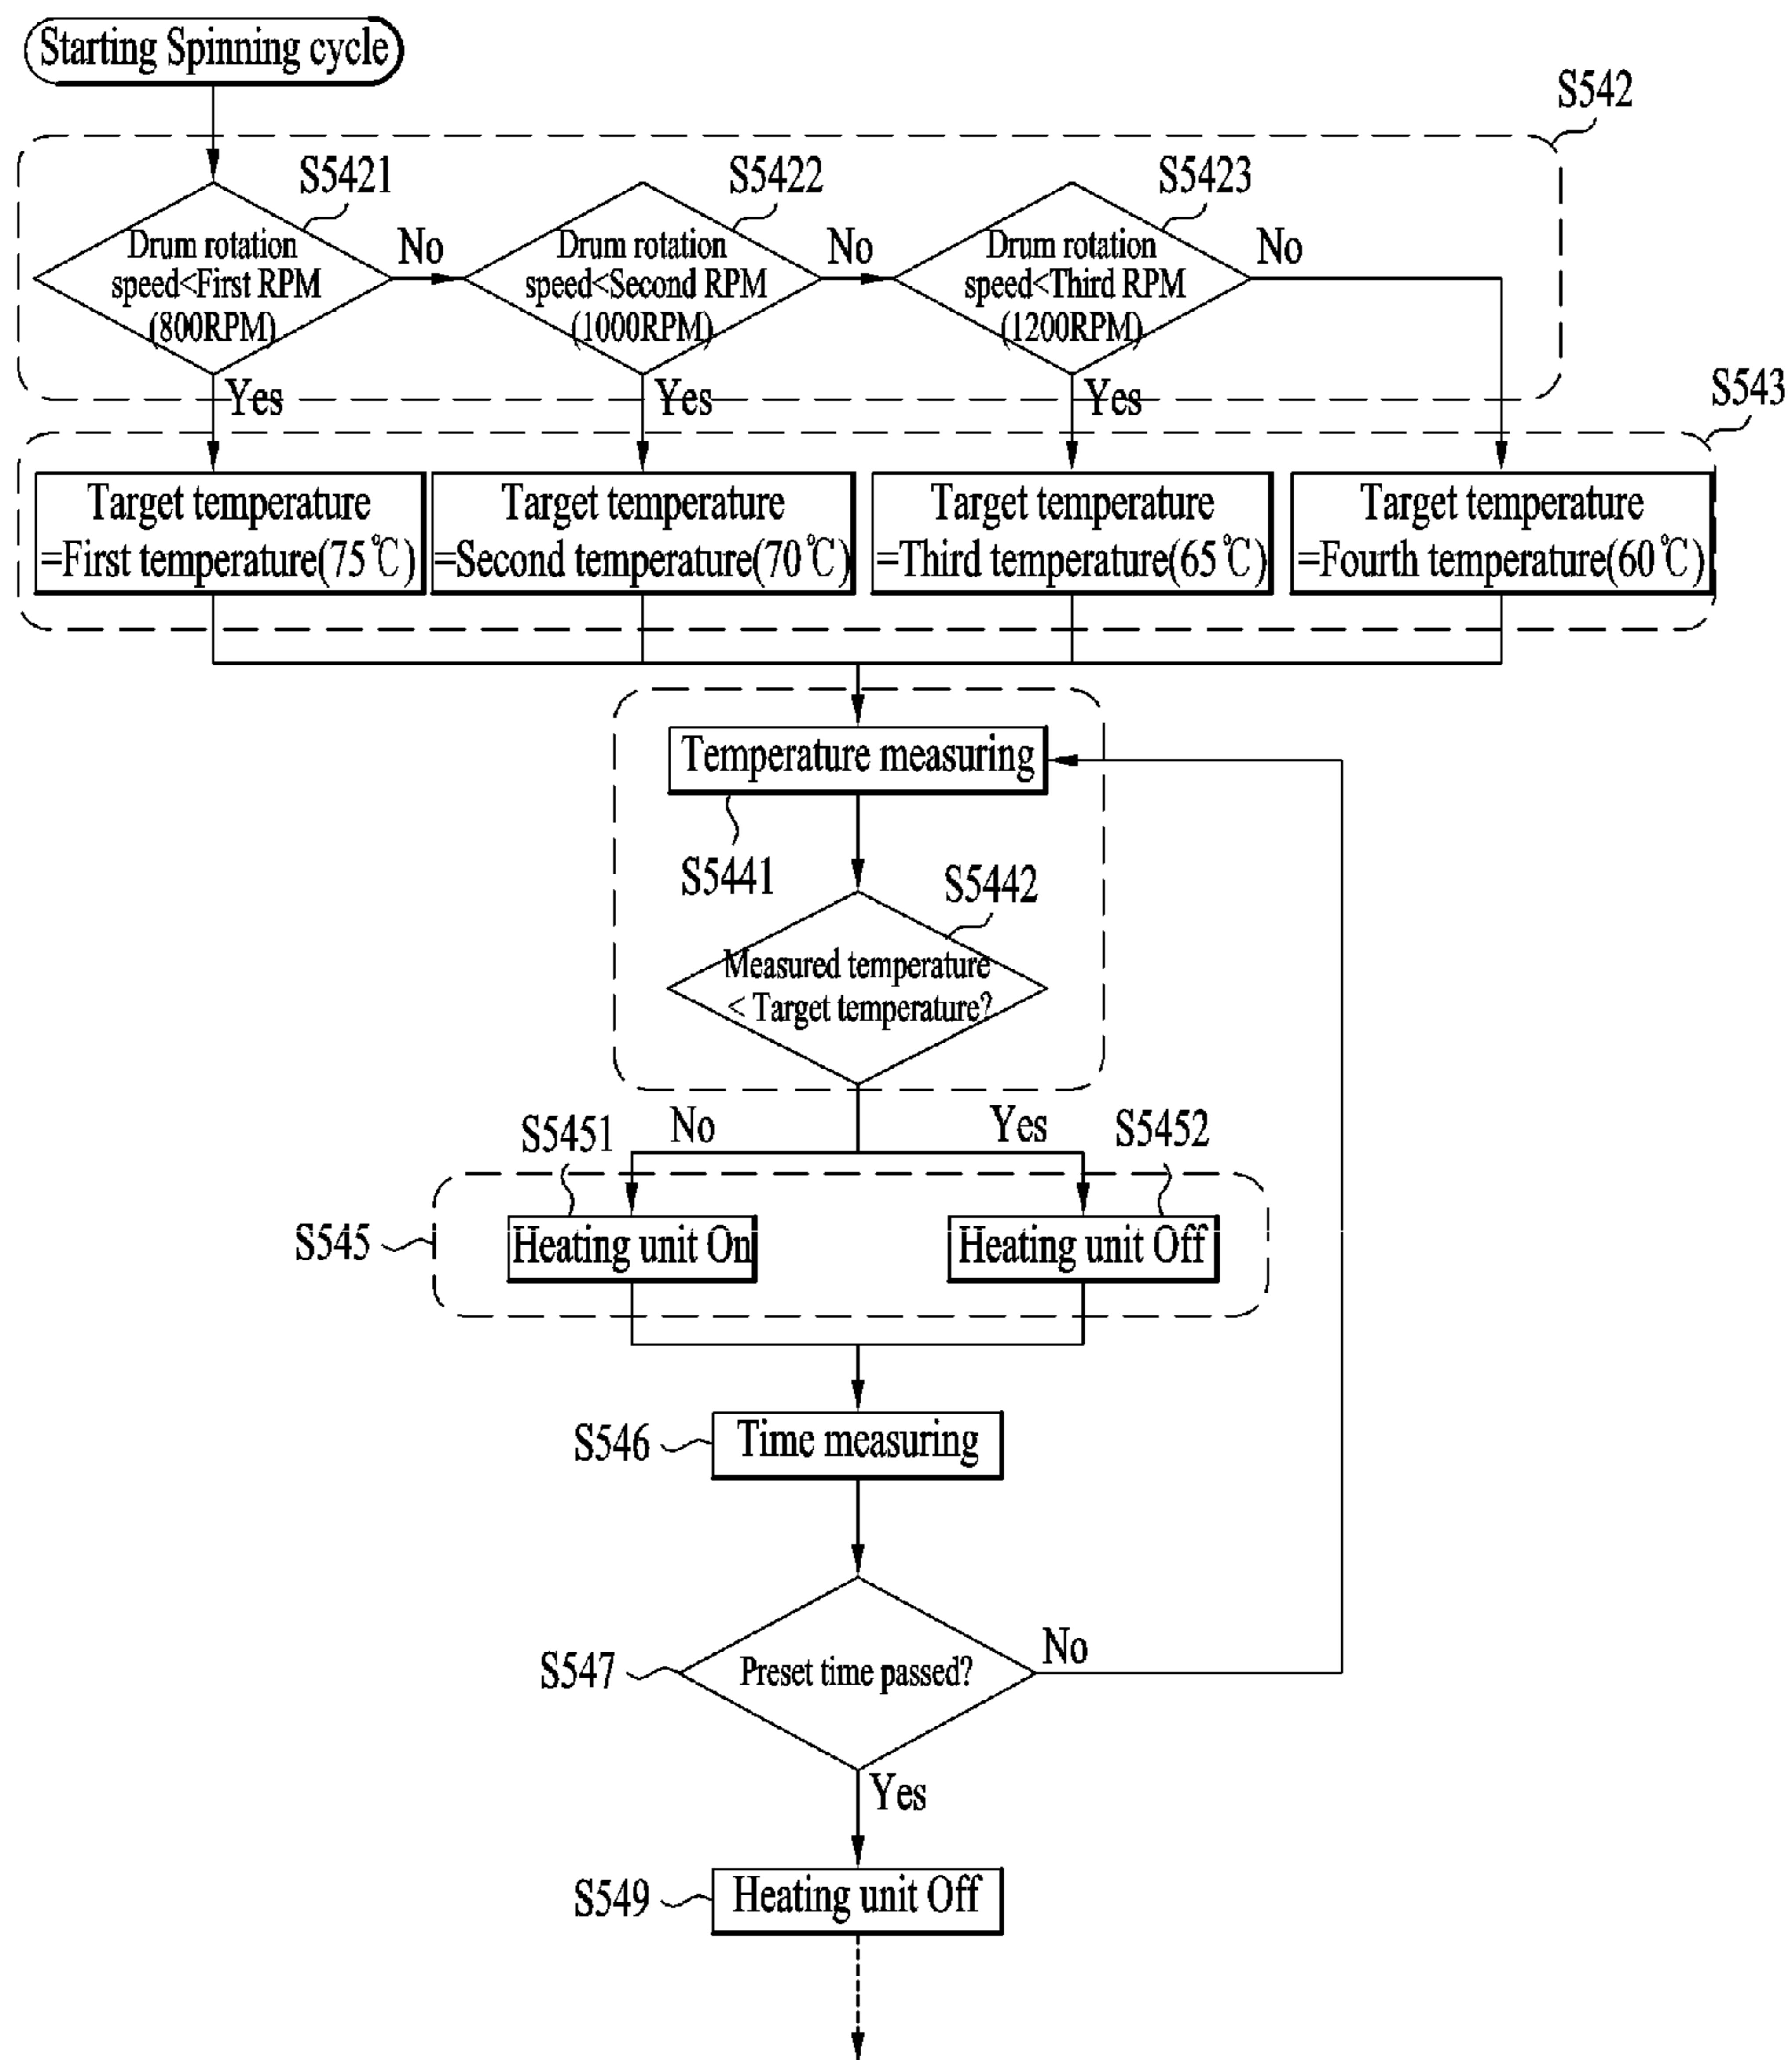 Starting Spinning cycle
S542
S5421
S5422
S5423
Drum rotation
speed<First RPM
(800RPM)
No
Drum rotation
speed<Second RPM
(1000RPM)
No
Drum rotation
speed<Third RPM
(1200RPM)
No
Yes
Yes
Yes
S543
Target temperature
=First temperature(75℃)
Target temperature
=Second temperature(70℃)
Target temperature
=Third temperature(65℃)
Target temperature
=Fourth temperature(60℃)
Temperature measuring
S5441
S5442
Measured temperature
< Target temperature?
No
Yes
S5451
S5452
S545
Heating unit On
Heating unit Off
S546
Time measuring
S547
Preset time passed?
No
Yes
S549
Heating unit Off